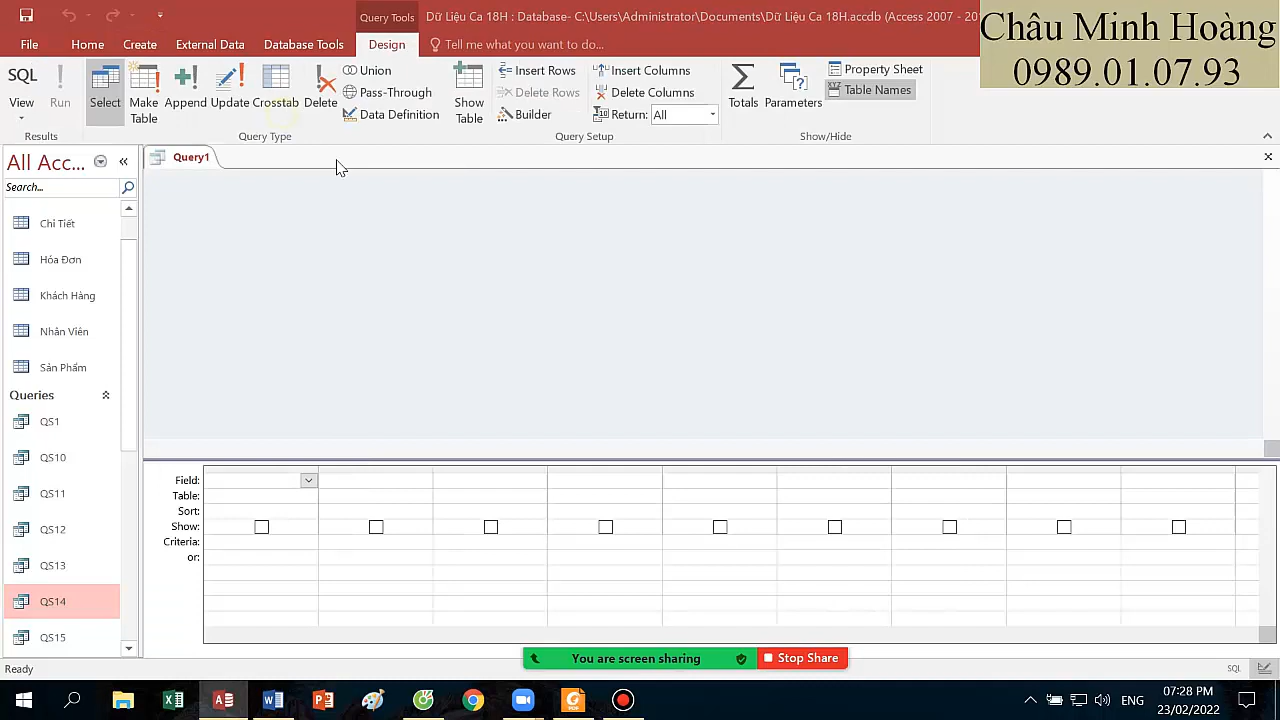 Query Tools
Dữ Liệu Ca 18H : Database- C:\Users\Administrator\Documents\Dữ Liệu Ca 18H.accdb (Access 2007 - 20
Châu Minh Hoàng
0989.01.07.93
File
Home
Create
External Data
Database Tools
Design
Tell me what you want to do...
SQL
View
Run
Results
Select
Make Table
Append
Update
Crosstab
Delete
Union
Pass-Through
Data Definition
Query Type
Show Table
Insert Rows
Delete Rows
Builder
Insert Columns
Delete Columns
Return: All
Query Setup
Totals
Parameters
Property Sheet
Table Names
Show/Hide
All Acc...
Search...
Query1
Chi Tiết
Hóa Đơn
Khách Hàng
Nhân Viên
Sản Phẩm
Queries
QS1
QS10
QS11
QS12
QS13
QS14
QS15
Field:
Table:
Sort:
Show:
Criteria:
or:
You are screen sharing
Stop Share
Ready
SQL
ENG
07:28 PM
23/02/2022